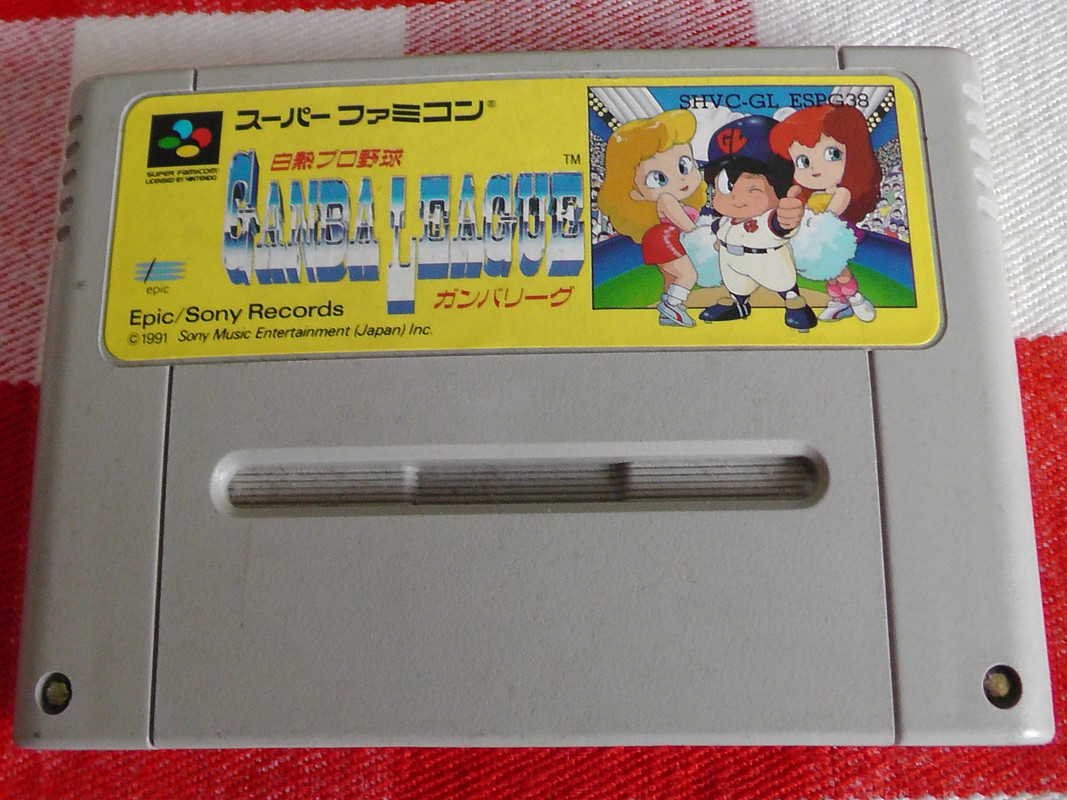 スーパーファミコン®
SUPER FAMICOM™
LICENSED BY NINTENDO
白熱プロ野球
TM
GANBA LEAGUE
ガンバリーグ
epic
Epic/Sony Records
©1991 Sony Music Entertainment (Japan) Inc.
SHVC-GL ESPG38
GL